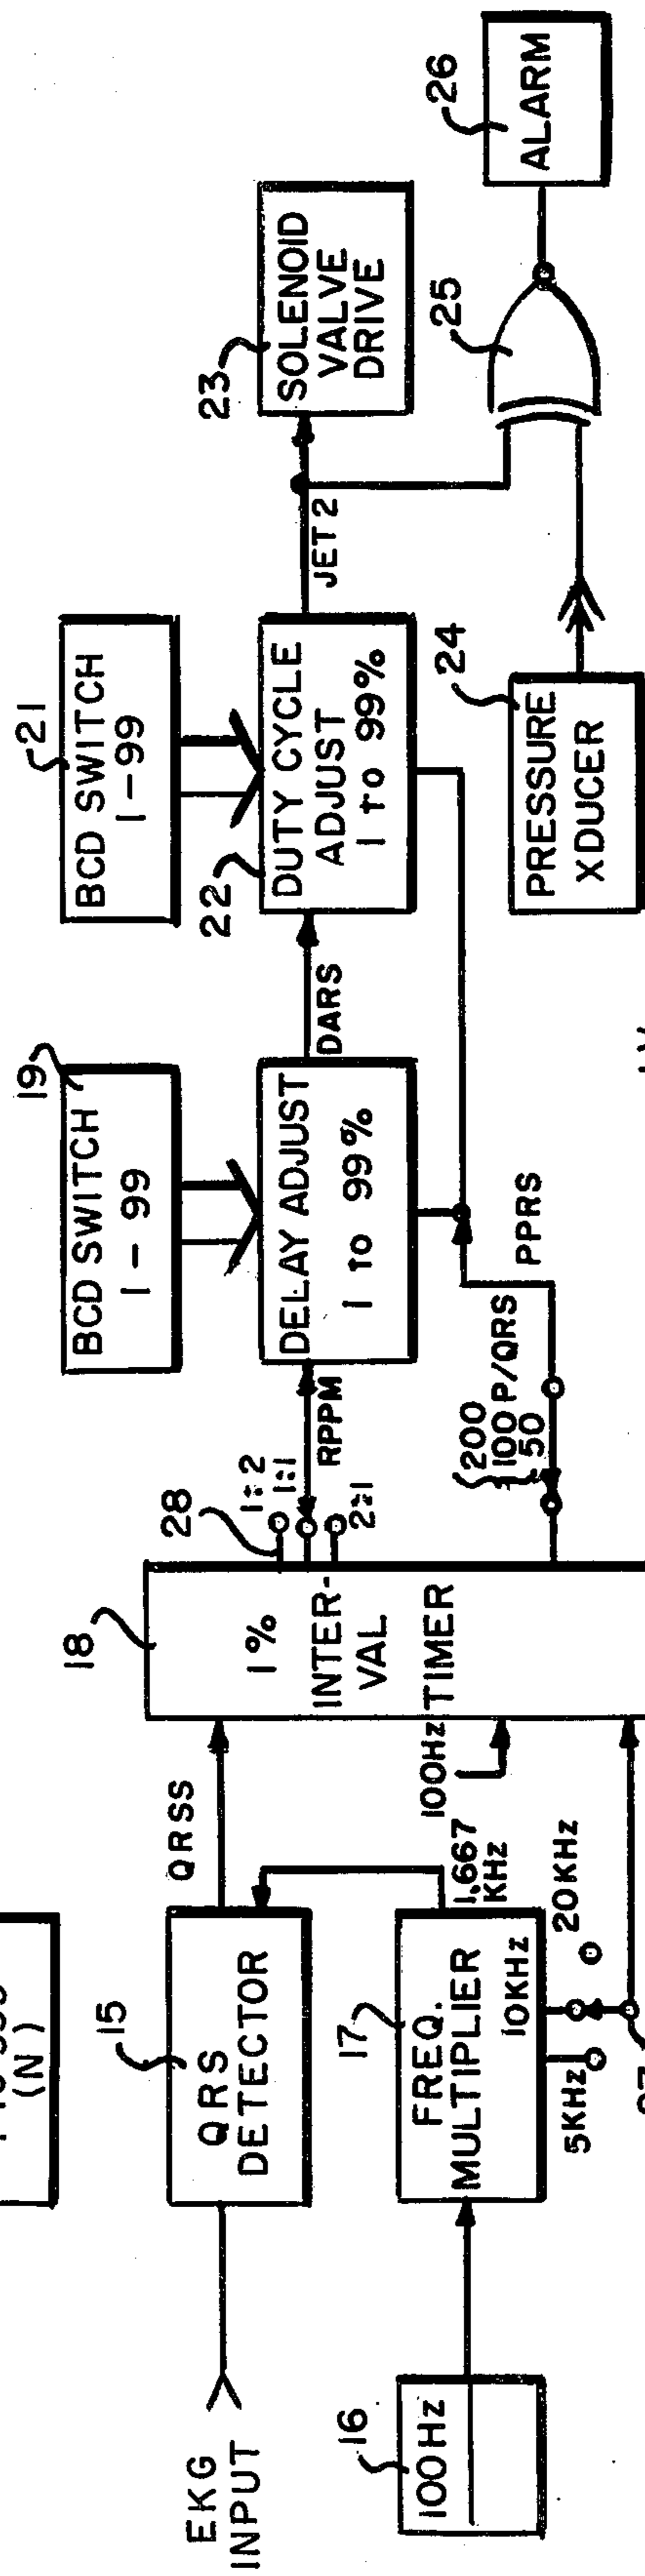 (N)
EKG
INPUT
15
QRS
DETECTOR
QRSS
16
100HZ
17
FREQ.
MULTIPLIER
10KHZ
1.667
KHZ
5KHZ
20KHZ
100HZ
18
1%
INTER-
VAL
TIMER
28
1:2
1:1
2:1
RPPM
200
100 P/QRS
50
PPRS
19
BCD SWITCH
1-99
DELAY ADJUST
1 TO 99%
DARS
21
BCD SWITCH
1-99
22
DUTY CYCLE
ADJUST
1 TO 99%
JET 2
23
SOLENOID
VALVE
DRIVE
24
PRESSURE
XDUCER
25
26
ALARM